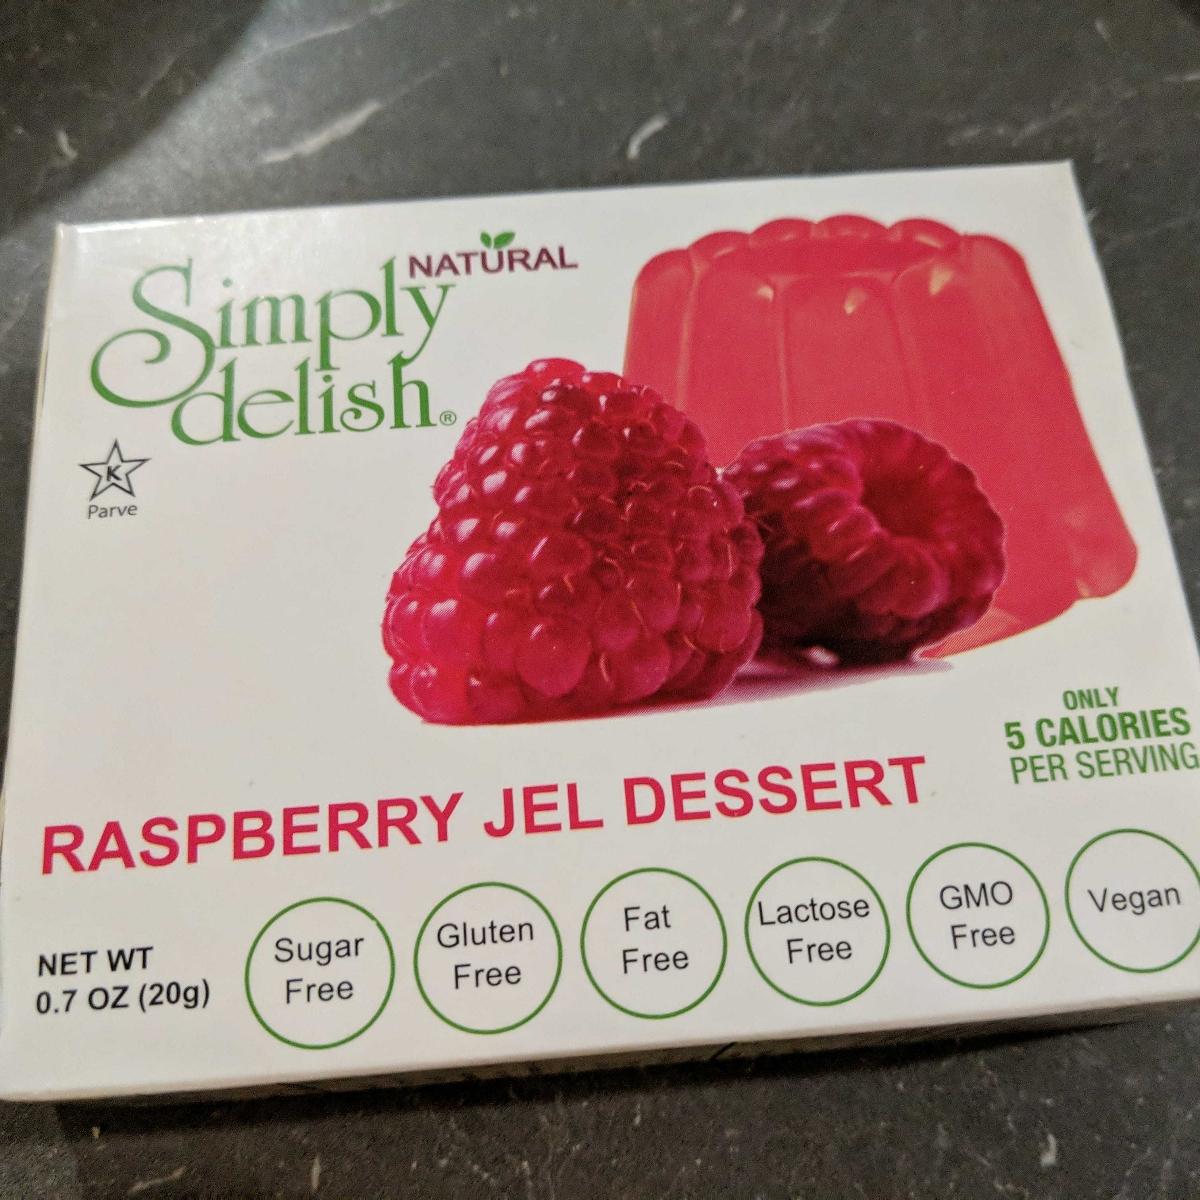 NATURAL
Simply
delish®
K
Parve
ONLY
5 CALORIES
PER SERVING
RASPBERRY JEL DESSERT
NET WT
0.7 OZ (20g)
Sugar
Free
Gluten
Free
Fat
Free
Lactose
Free
GMO
Free
Vegan